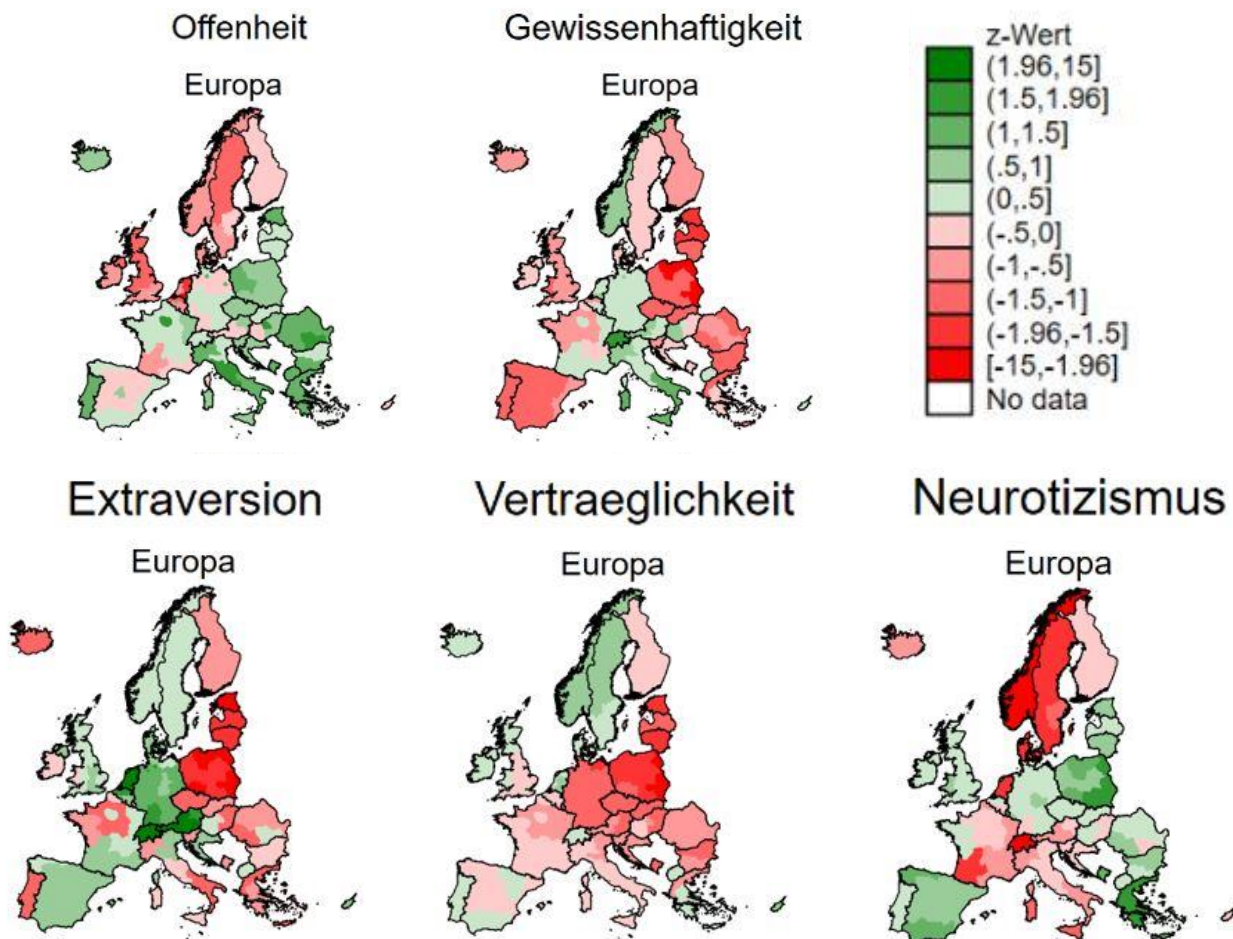 Offenheit
Europa
Gewissenhaftigkeit
Europa
z-Wert
(1.96,15]
(1.5,1.96]
(1,1.5]
(.5,1]
(0,.5]
(-.5,0]
(-1,-.5]
(-1.5,-1]
(-1.96,-1.5]
[-15,-1.96]
No data
Extraversion
Europa
Vertraeglichkeit
Europa
Neurotizismus
Europa